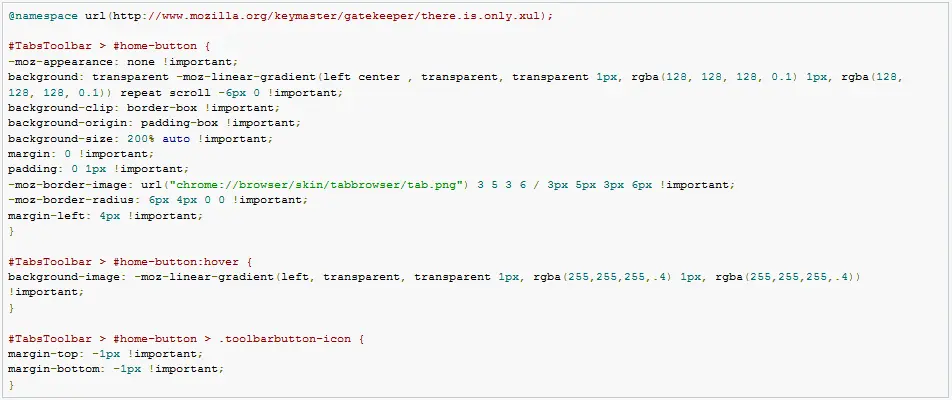 @namespace url(http://www.mozilla.org/keymaster/gatekeeper/there.is.only.xul);
#TabsToolbar > #home-button {
-moz-appearance: none !important;
background: transparent -moz-linear-gradient(left center , transparent, transparent 1px, rgba(128, 128, 128, 0.1) 1px, rgba(128,
128, 128, 0.1)) repeat scroll -6px 0 !important;
background-clip: border-box !important;
background-origin: padding-box !important;
background-size: 200% auto !important;
margin: 0 !important;
padding: 0 1px !important;
-moz-border-image: url("chrome://browser/skin/tabbrowser/tab.png") 3 5 3 6 / 3px 5px 3px 6px !important;
-moz-border-radius: 6px 4px 0 0 !important;
margin-left: 4px !important;
}
#TabsToolbar > #home-button:hover {
background-image: -moz-linear-gradient(left, transparent, transparent 1px, rgba(255,255,255,.4) 1px, rgba(255,255,255,.4))
!important;
}
#TabsToolbar > #home-button > .toolbarbutton-icon {
margin-top: -1px !important;
margin-bottom: -1px !important;
}